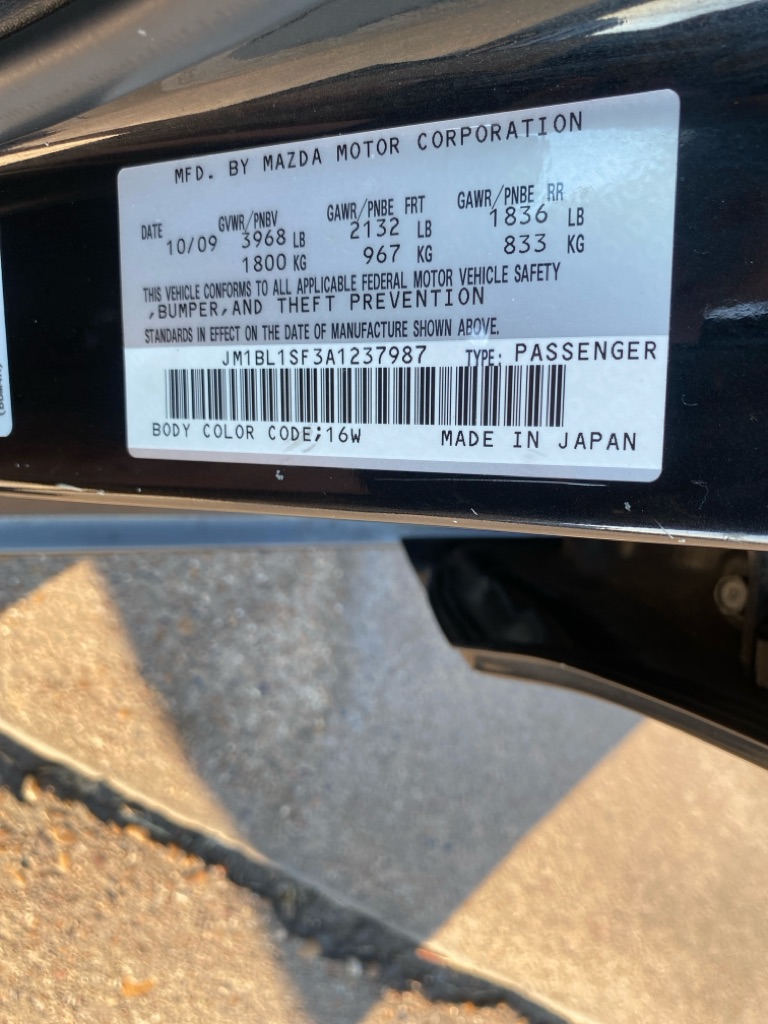 MFD. BY MAZDA MOTOR CORPORATION
DATE GVWR/PNBV GAWR/PNBE FRT GAWR/PNBE RR
10/09 3968 LB 2132 LB 1836 LB
1800 KG 967 KG 833 KG
THIS VEHICLE CONFORMS TO ALL APPLICABLE FEDERAL MOTOR VEHICLE SAFETY
,BUMPER,AND THEFT PREVENTION
STANDARDS IN EFFECT ON THE DATE OF MANUFACTURE SHOWN ABOVE.
JM1BL1SF3A1237987 TYPE: PASSENGER
BODY COLOR CODE;16W MADE IN JAPAN